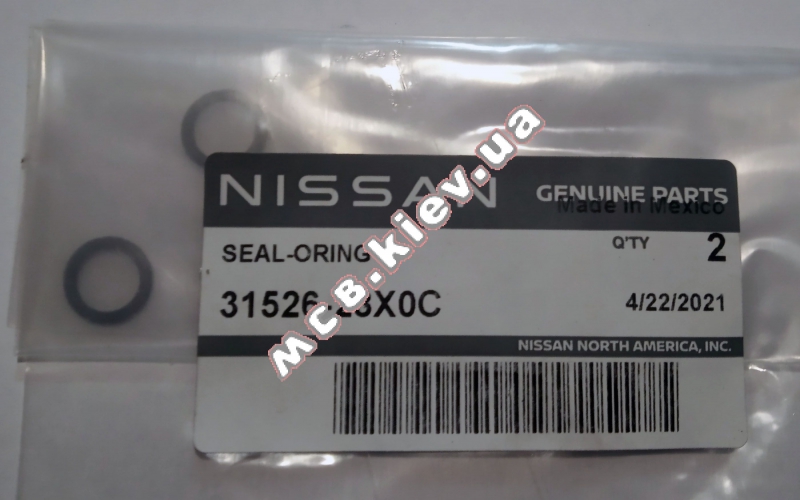 NISSAN
GENUINE PARTS
Made in Mexico
SEAL-ORING
Q'TY 2
4/22/2021
NISSAN NORTH AMERICA, INC.
мсв.kiev.ua